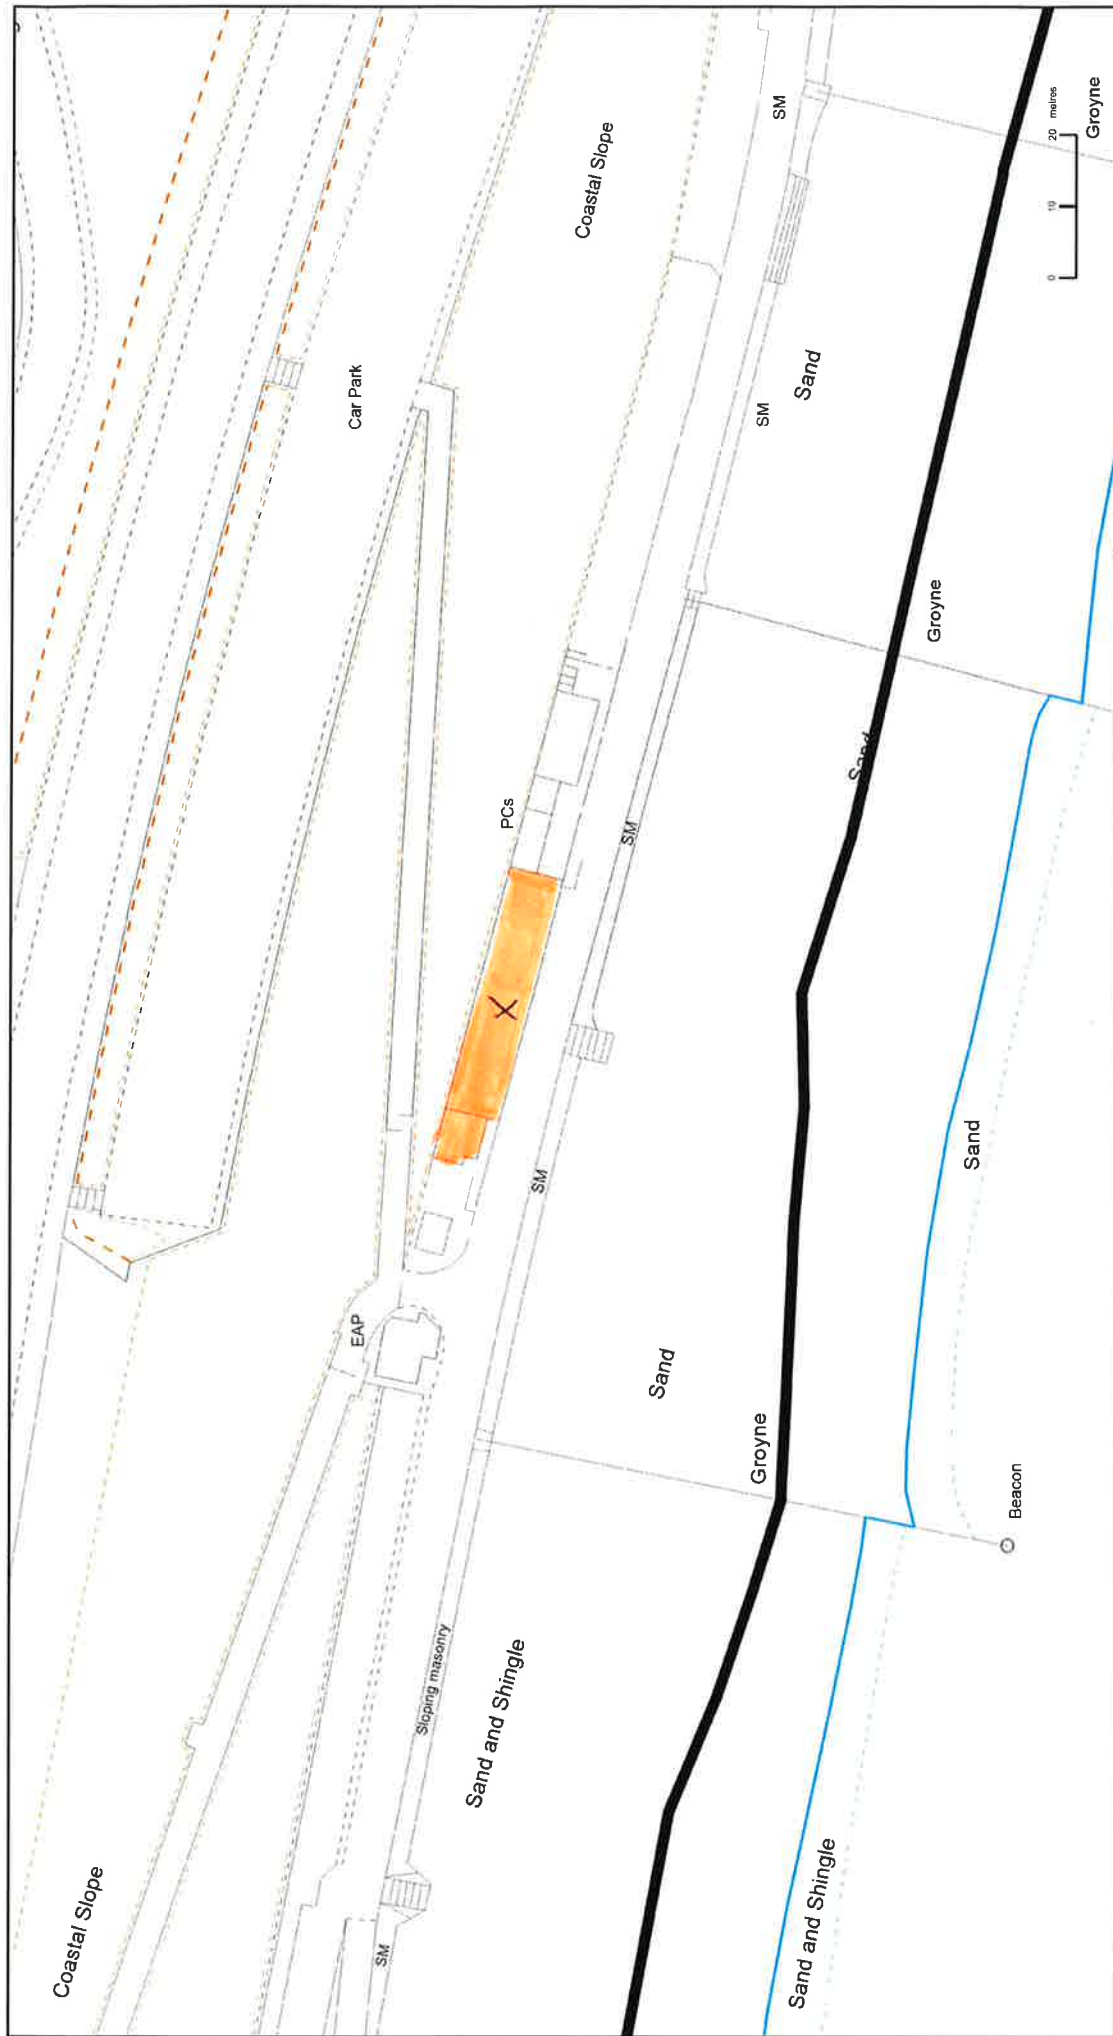 Coastal Slope
Car Park
Coastal Slope
EAP
PCs
X
SM
SM
SM
SM
SM
Sloping masonry
Sand and Shingle
Sand
Sand
Sand
Groyne
Groyne
Groyne
Sand and Shingle
Sand
Beacon
0 10 20
metres